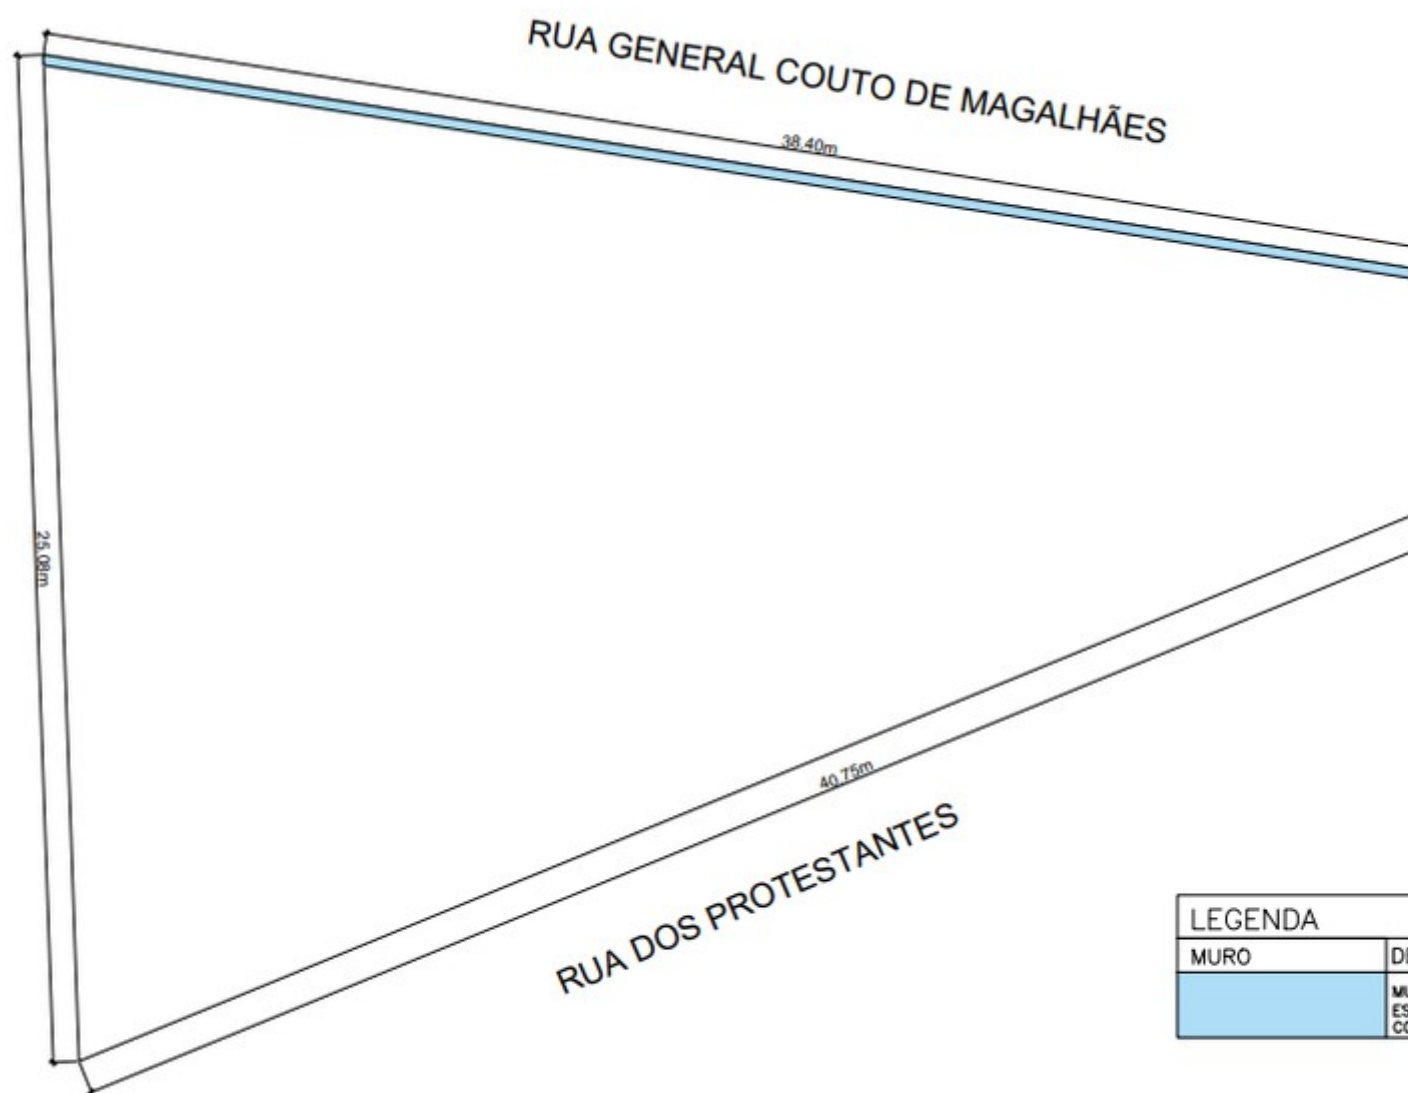 RUA GENERAL COUTO DE MAGALHÃES
38.40m
25.08m
40.75m
RUA DOS PROTESTANTES
LEGENDA
MURO